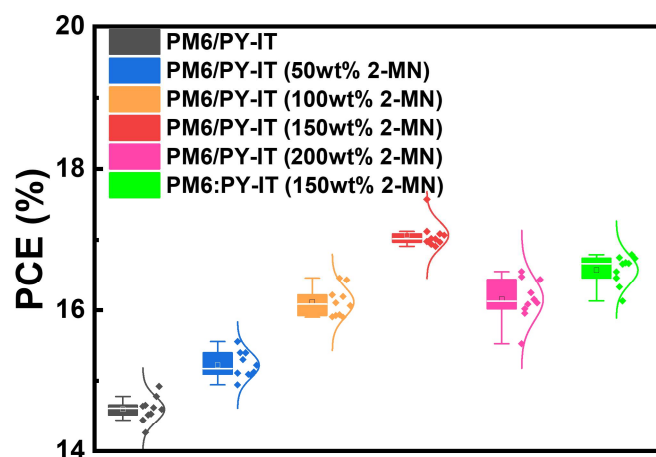 20
PM6/PY-IT
PM6/PY-IT (50wt% 2-MN)
PM6/PY-IT (100wt% 2-MN)
PM6/PY-IT (150wt% 2-MN)
18
PM6/PY-IT (200wt% 2-MN)
PM6:PY-IT (150wt% 2-MN)
PCE (%)
16
14